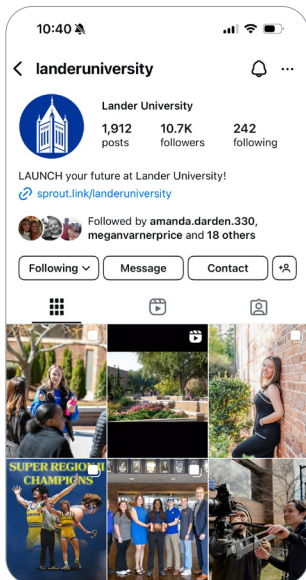 10:40
landeruniversity
Lander University
1,912 10.7K 242
posts followers following
LAUNCH your future at Lander University!
sprout.link/landeruniversity
Followed by amanda.darden.330,
meganvarnerprice and 18 others
Following Message Contact
SUPER REGIONAL
CHAMPIONS